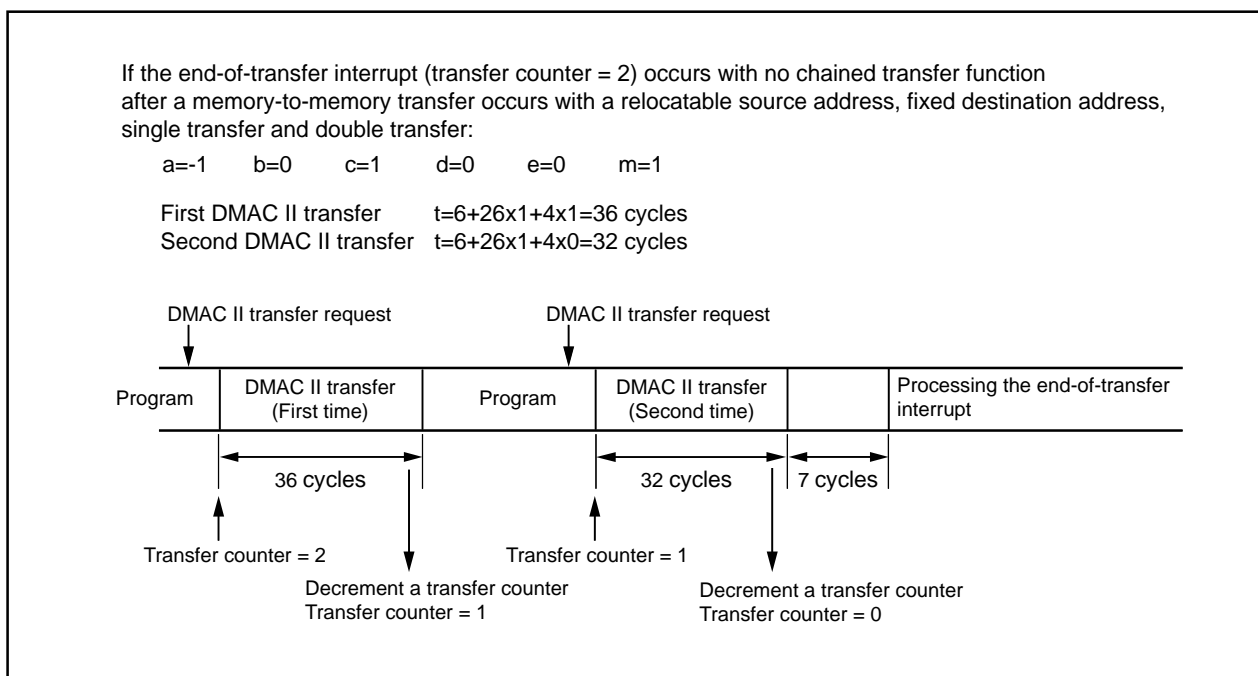 If the end-of-transfer interrupt (transfer counter = 2) occurs with no chained transfer function
after a memory-to-memory transfer occurs with a relocatable source address, fixed destination address,
single transfer and double transfer:
a=-1 b=0 c=1 d=0 e=0 m=1
First DMAC II transfer t=6+26x1+4x1=36 cycles
Second DMAC II transfer t=6+26x1+4x0=32 cycles
DMAC II transfer request DMAC II transfer request
Program
DMAC II transfer
(First time)
Program
DMAC II transfer
(Second time)
Processing the end-of-transfer
interrupt
36 cycles 32 cycles 7 cycles
Transfer counter = 2 Transfer counter = 1
Decrement a transfer counter
Transfer counter = 1
Decrement a transfer counter
Transfer counter = 0